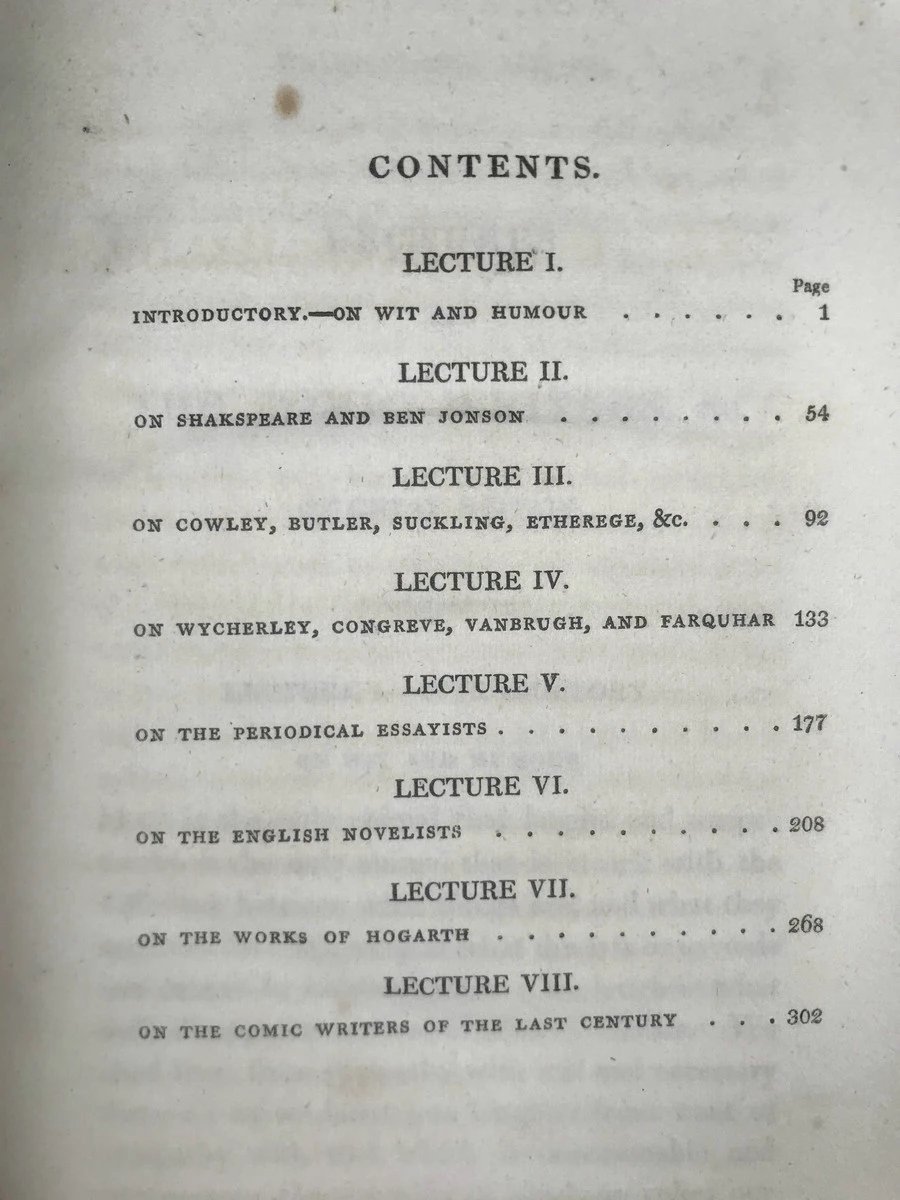 CONTENTS.
LECTURE I.
Page
INTRODUCTORY.—ON WIT AND HUMOUR . . . . . . 1
LECTURE II.
ON SHAKSPEARE AND BEN JONSON . . . . . . . . 54
LECTURE III.
ON COWLEY, BUTLER, SUCKLING, ETHEREGE, &c. . . . 92
LECTURE IV.
ON WYCHERLEY, CONGREVE, VANBRUGH, AND FARQUHAR 133
LECTURE V.
ON THE PERIODICAL ESSAYISTS . . . . . . . . . . 177
LECTURE VI.
ON THE ENGLISH NOVELISTS . . . . . . . . . . . 208
LECTURE VII.
ON THE WORKS OF HOGARTH . . . . . . . . . . . 268
LECTURE VIII.
ON THE COMIC WRITERS OF THE LAST CENTURY . . . 302